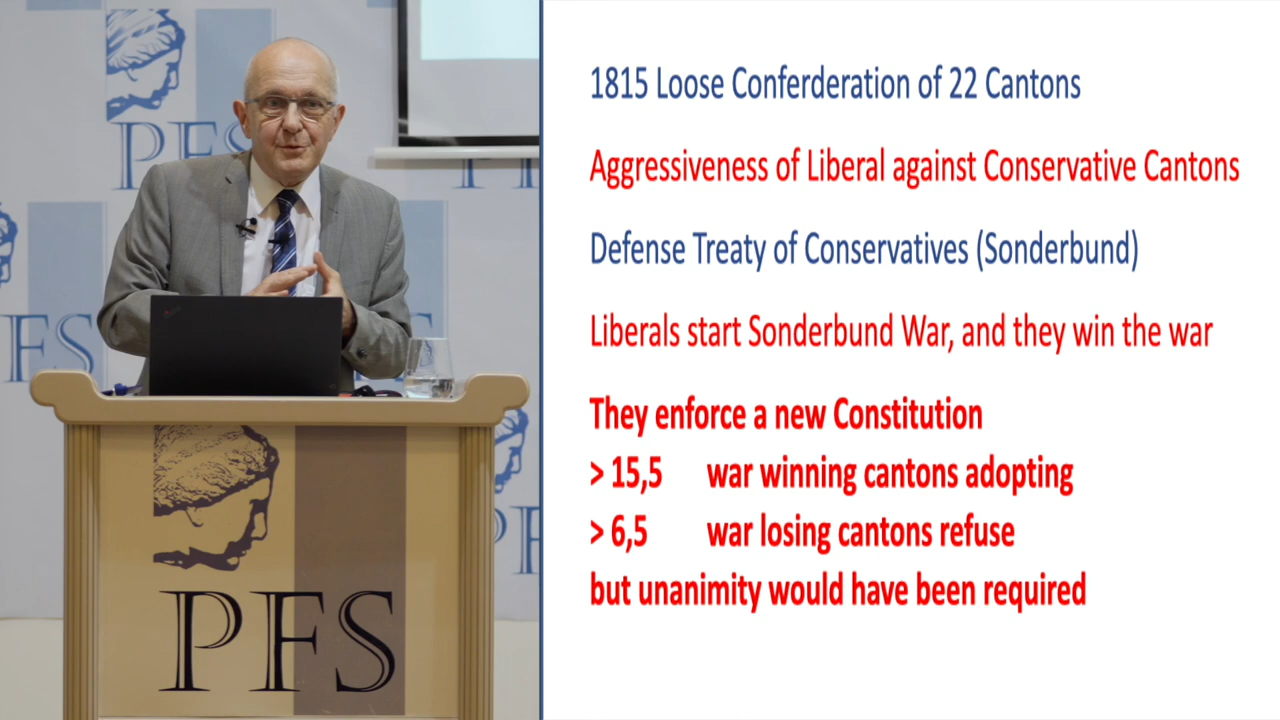 PFS
PFS
PFS
1815 Loose Conferderation of 22 Cantons
Aggressiveness of Liberal against Conservative Cantons
Defense Treaty of Conservatives (Sonderbund)
Liberals start Sonderbund War, and they win the war
They enforce a new Constitution
> 15,5 war winning cantons adopting
> 6,5 war losing cantons refuse
but unanimity would have been required